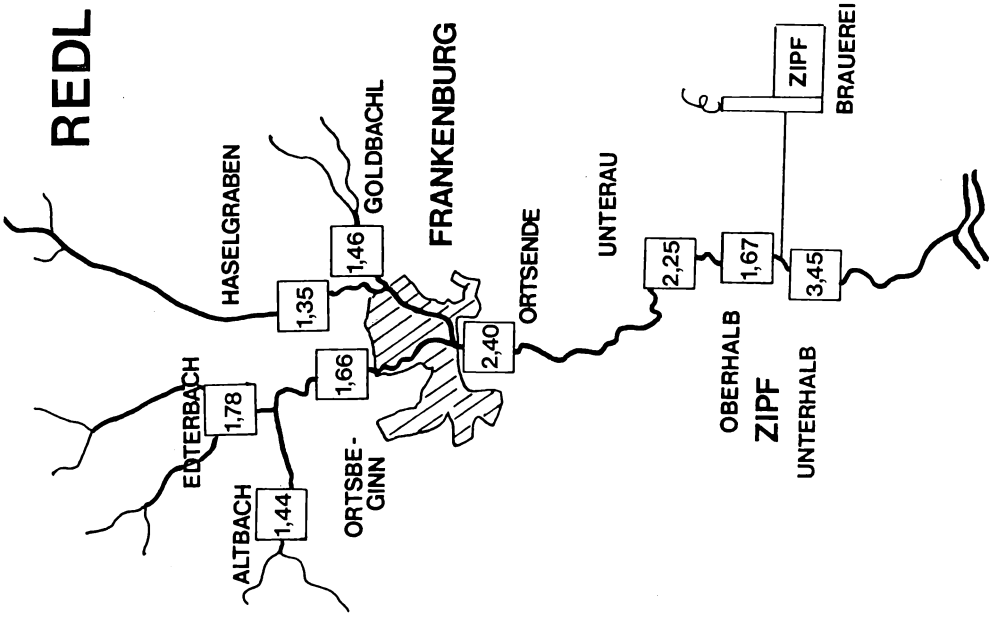 REDL
HASELGRABEN
GOLDBACHL
FRANKENBURG
EDTERBACH
ALTBACH
ORTSBE-
GINN
ORTSENDE
UNTERAU
OBERHALB
ZIPF
UNTERHALB
ZIPF
BRAUEREI
1,44
1,78
1,66
1,35
1,46
2,40
2,25
1,67
3,45